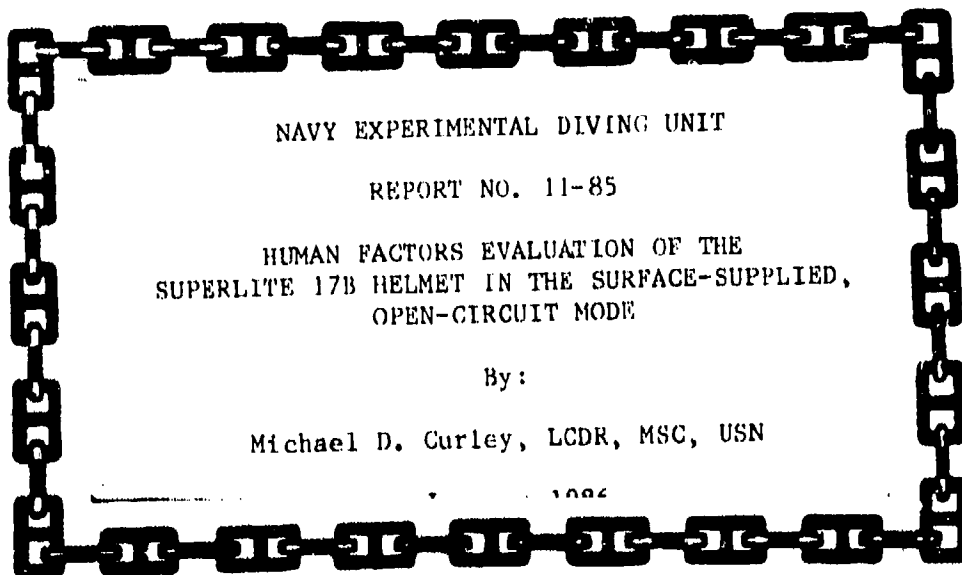 NAVY EXPERIMENTAL DIVING UNIT
REPORT NO. 11-85
HUMAN FACTORS EVALUATION OF THE
SUPERLITE 17B HELMET IN THE SURFACE-SUPPLIED,
OPEN-CIRCUIT MODE
By:
Michael D. Curley, LCDR, MSC, USN